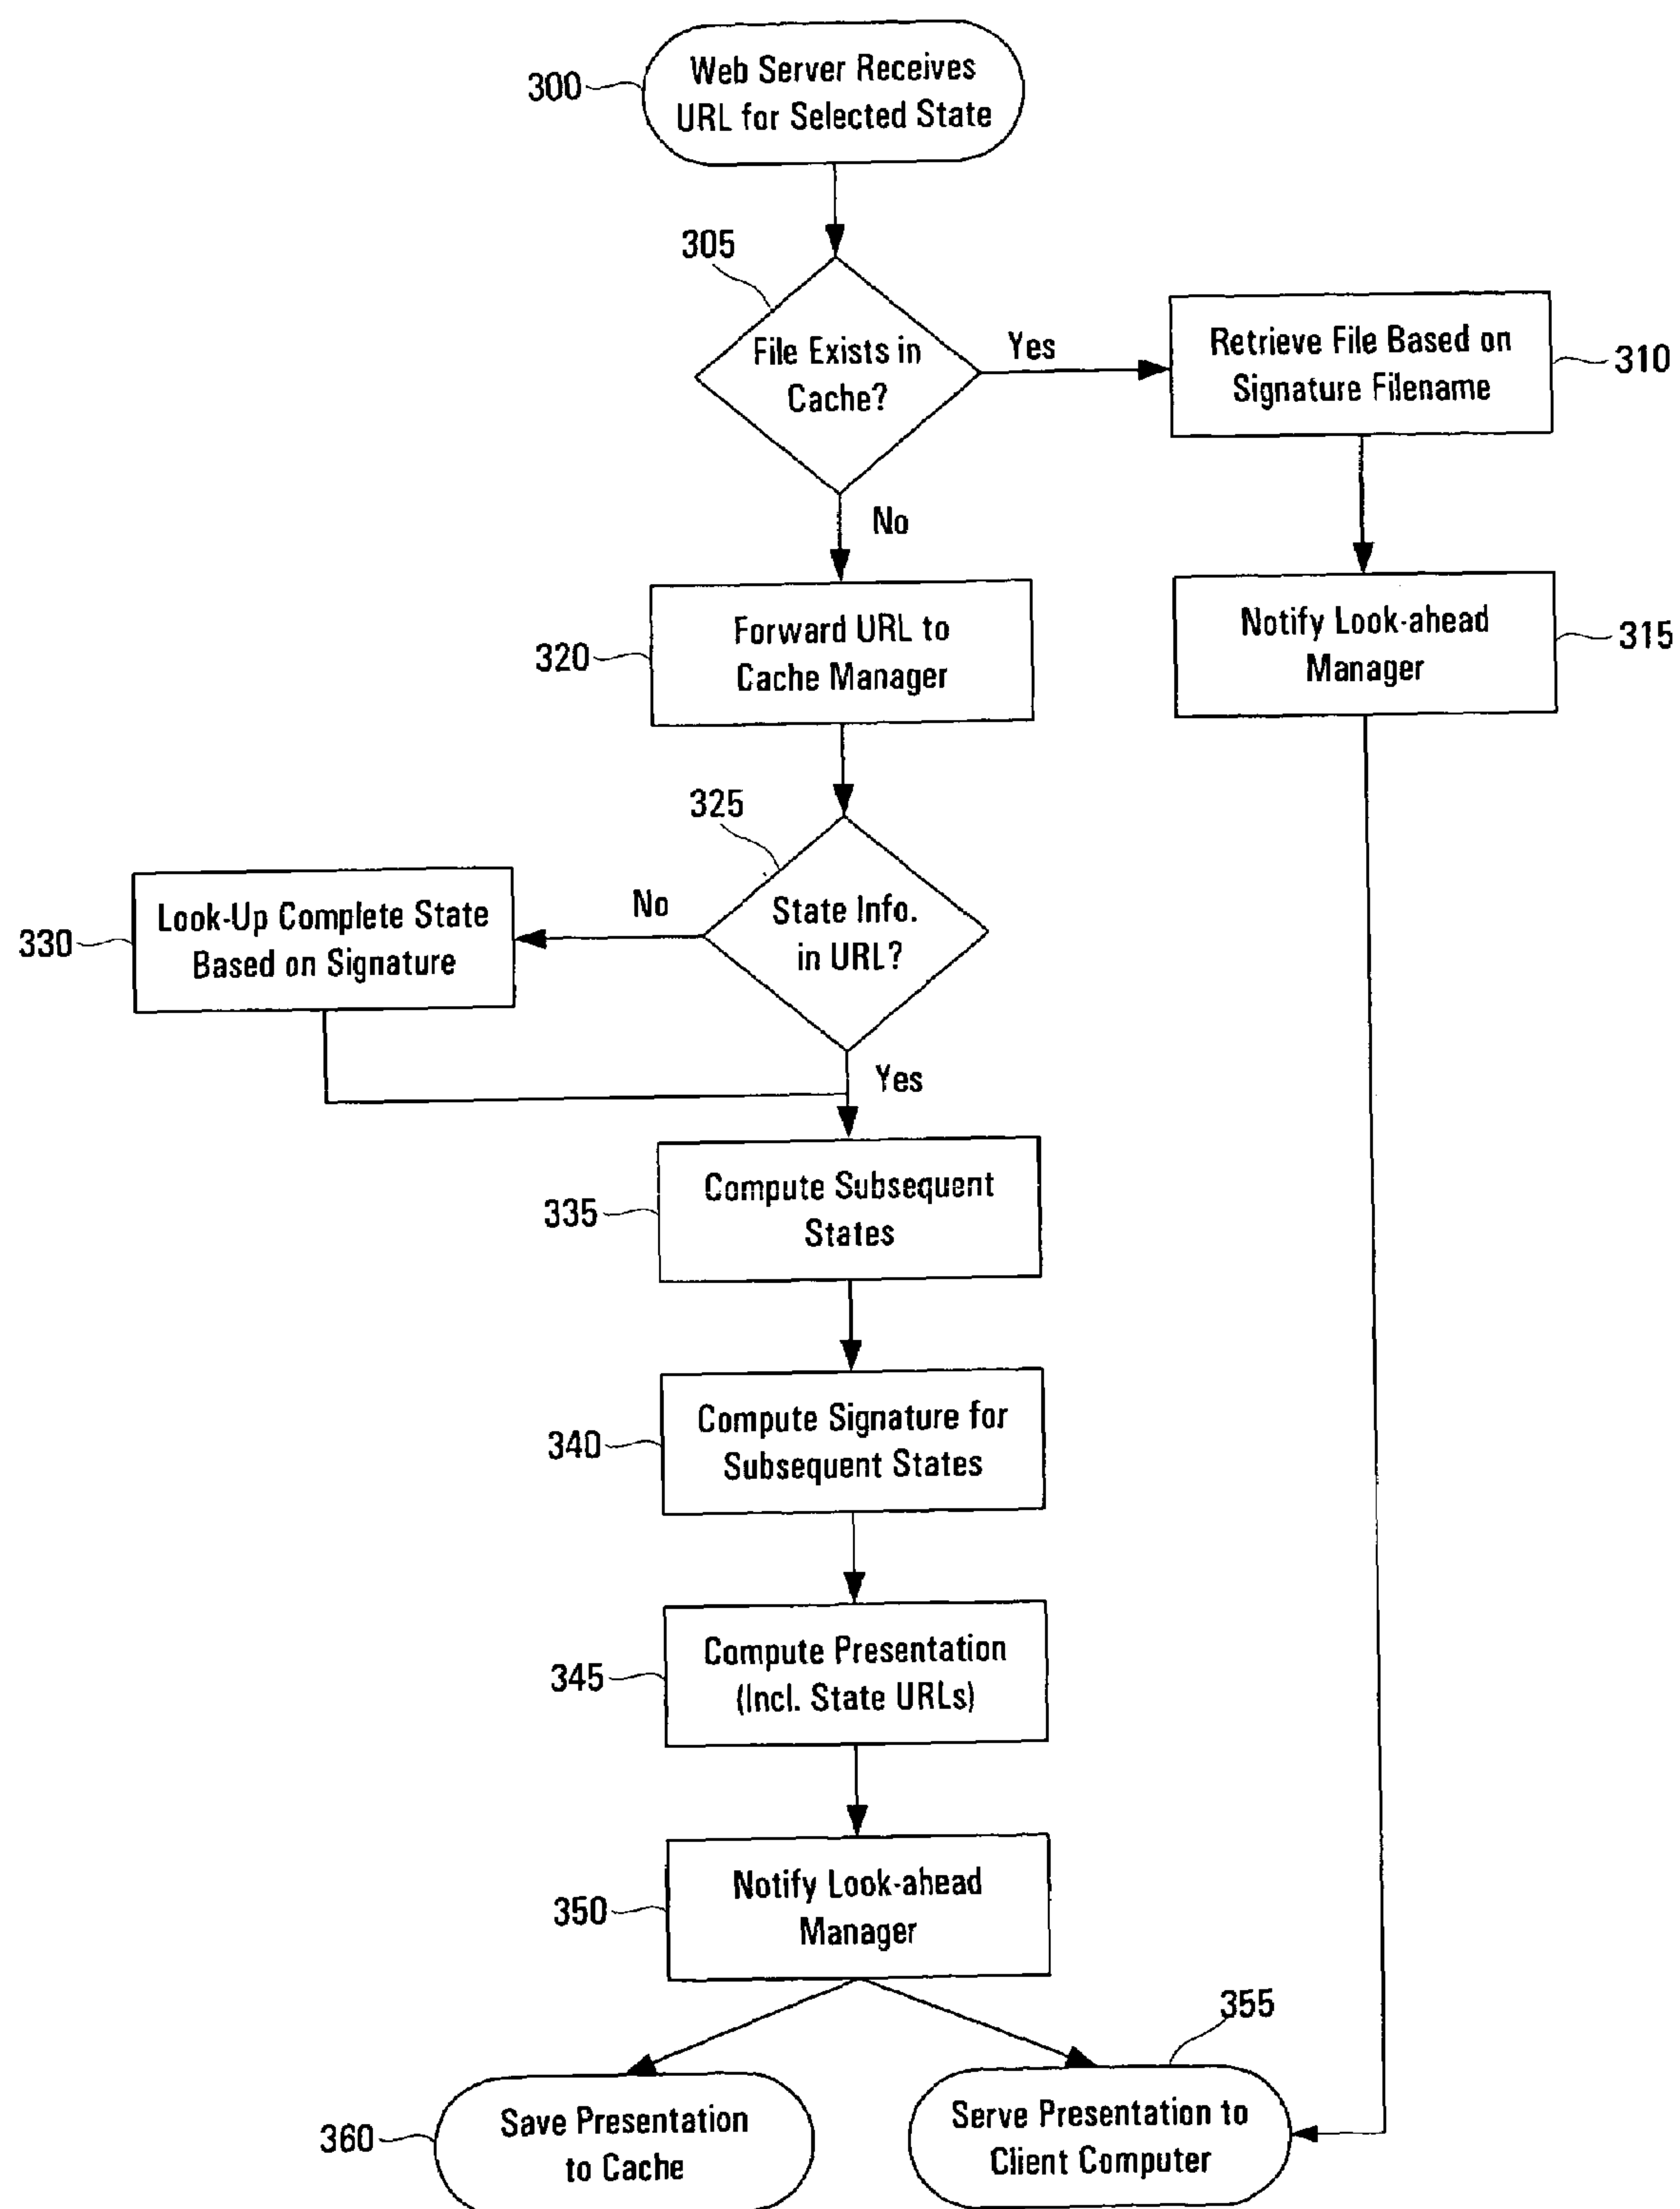 300
Web Server Receives
URL for Selected State
305
File Exists in
Cache?
Yes
Retrieve File Based on
Signature Filename
310
No
Forward URL to
Cache Manager
320
Notify Look-ahead
Manager
315
325
State Info.
in URL?
No
Look-Up Complete State
Based on Signature
330
Yes
Compute Subsequent
States
335
Compute Signature for
Subsequent States
340
Compute Presentation
(Incl. State URLs)
345
Notify Look-ahead
Manager
350
355
Save Presentation
to Cache
360
Serve Presentation to
Client Computer